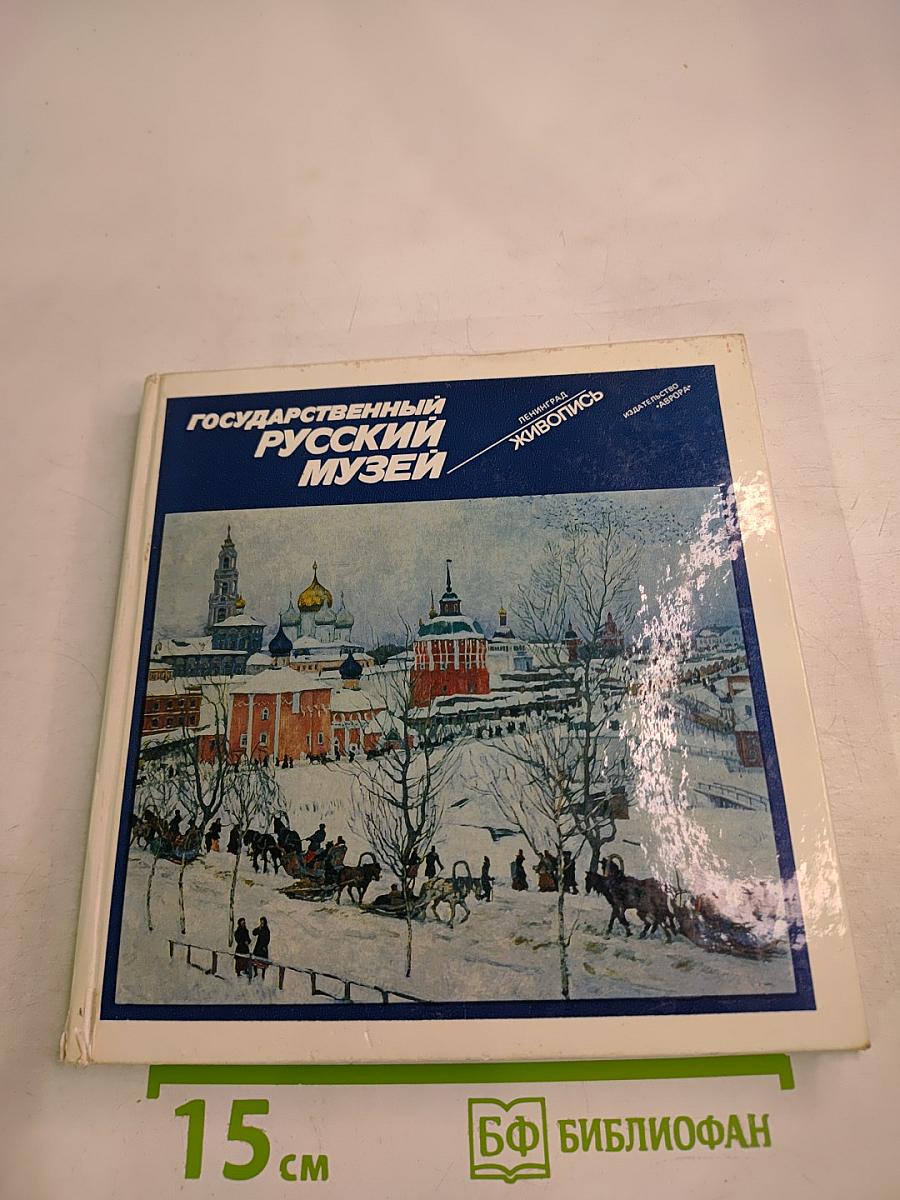 ГОСУДАРСТВЕННЫЙ
РУССКИЙ
МУЗЕЙ
ЛЕНИНГРАД
ЖИВОПИСЬ
ИЗДАТЕЛЬСТВО
"АВРОРА"
15 см
БФ БИБЛИОФАН